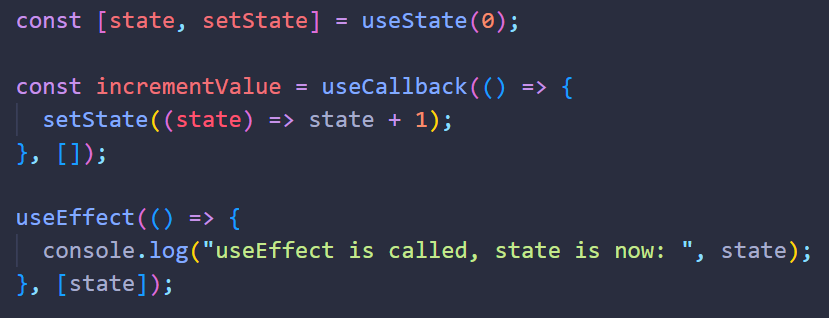 const [state, setState] = useState(0);
const incrementValue = useCallback(() => {
setState((state) => state + 1);
}, []);
useEffect(() => {
console.log("useEffect is called, state is now: ", state);
}, [state]);